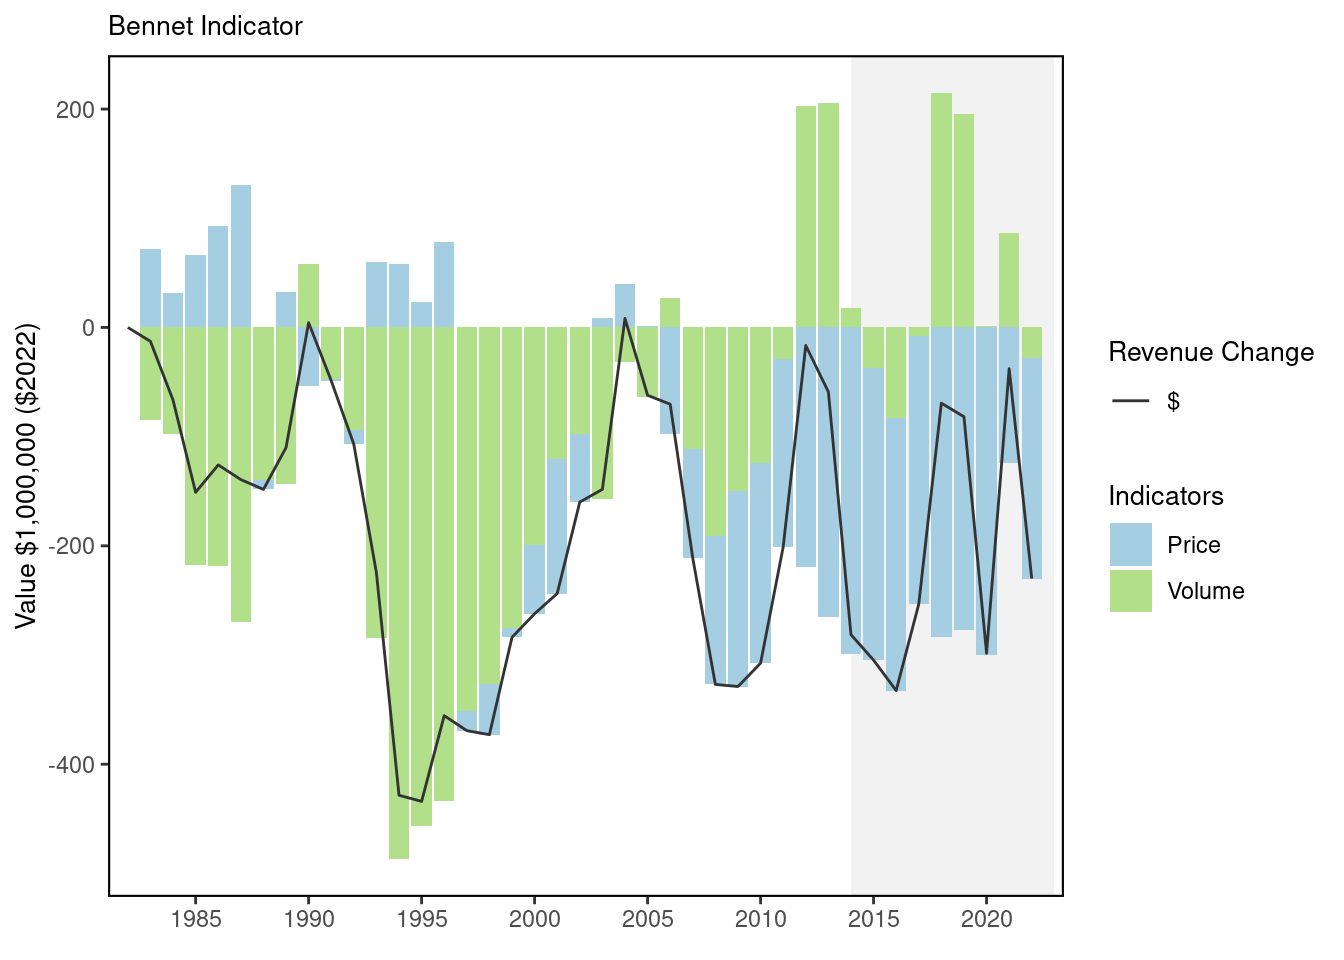 Bennet Indicator
Value $1,000,000 ($2022)
200
0
-200
-400
1985 1990 1995 2000 2005 2010 2015 2020
Revenue Change
$
Indicators
Price
Volume